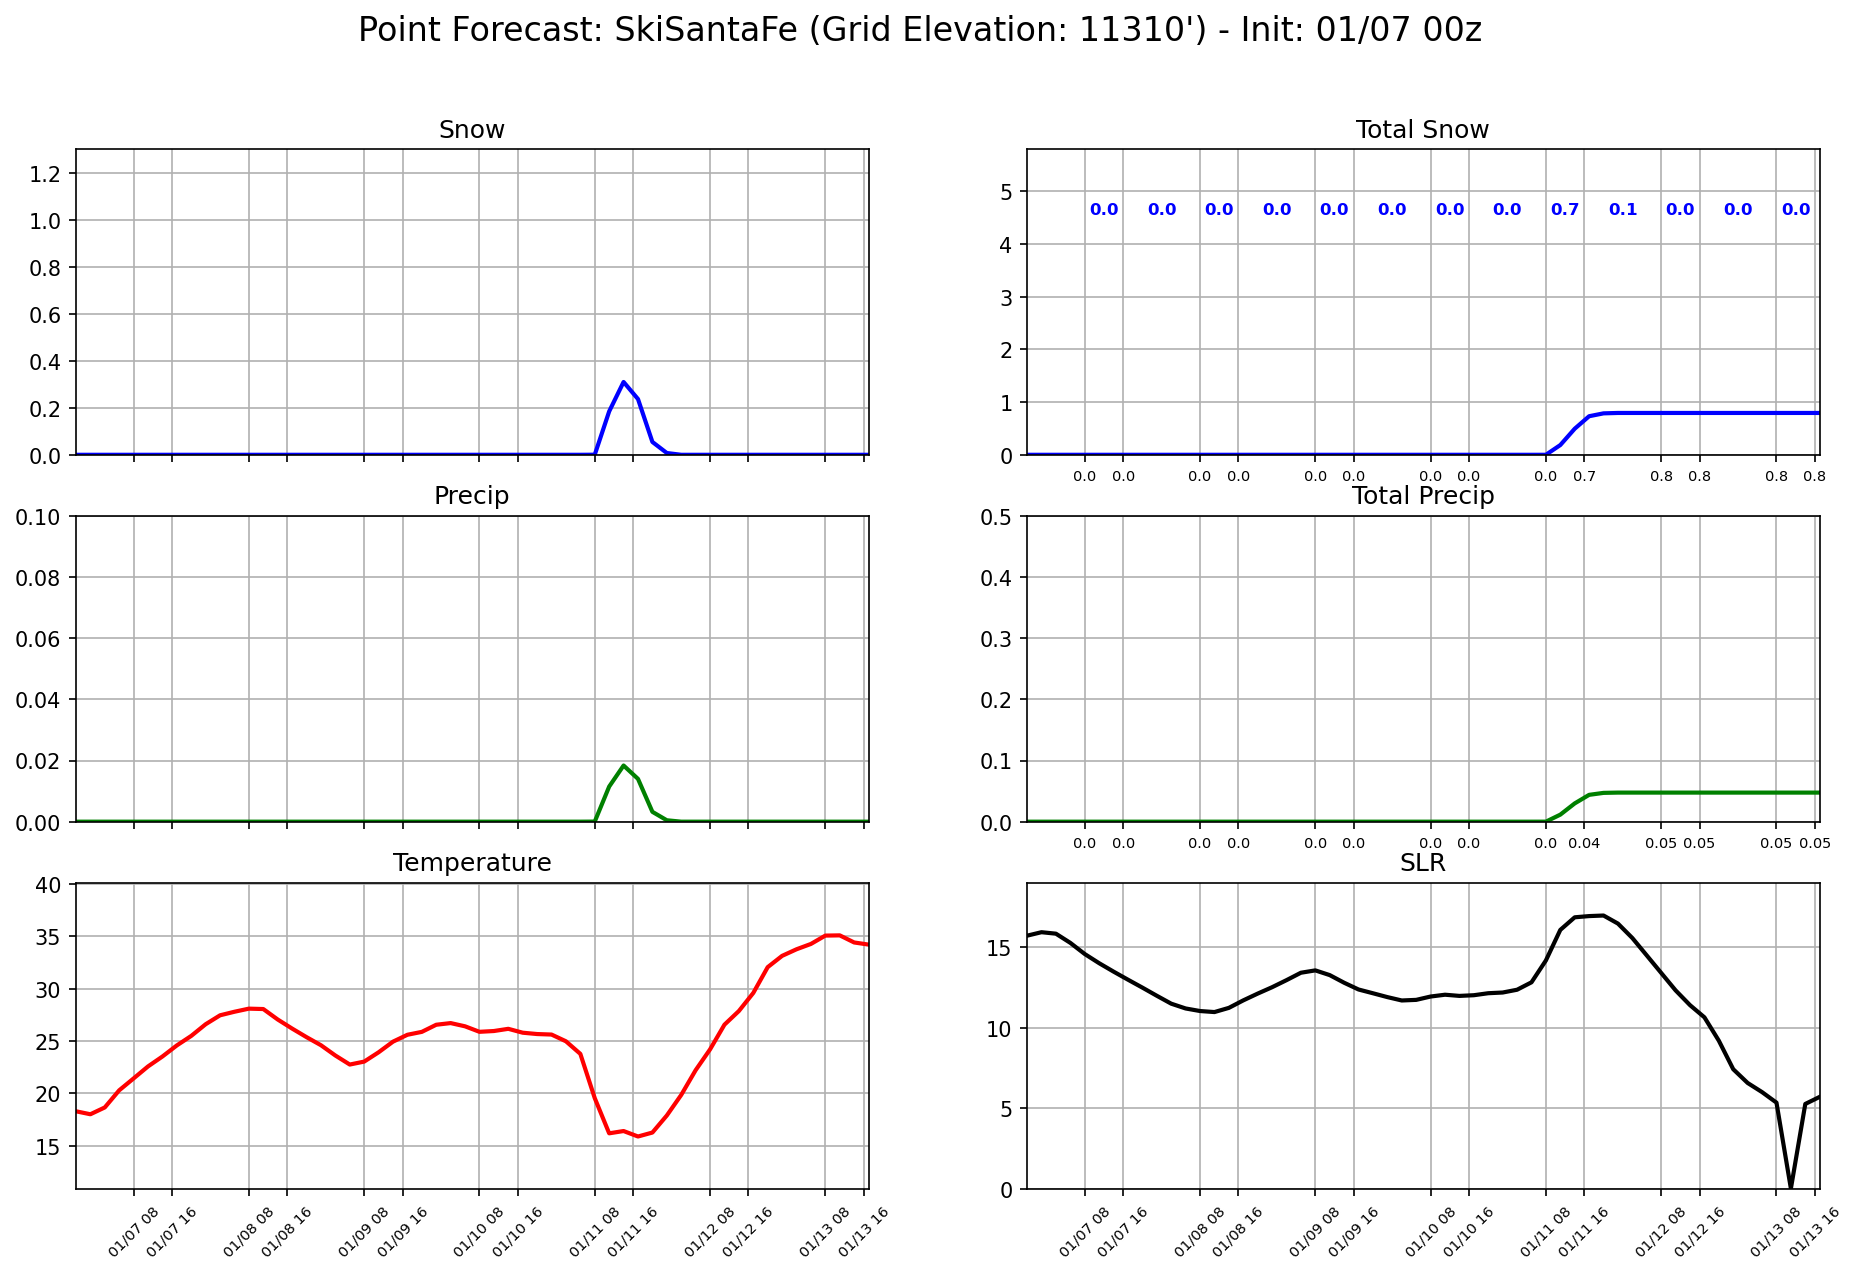 Point Forecast: SkiSantaFe (Grid Elevation: 11310') - Init: 01/07 00z
Snow
1.2
1.0
0.8
0.6
0.4
0.2
0.0
Total Snow
5
4
3
2
1
0
0.0 0.0 0.0 0.0 0.0 0.0 0.0 0.0 0.7 0.1 0.0 0.0 0.0
0.0 0.0 0.0 0.0 0.0 0.0 0.0 0.0 0.0 0.7 0.8 0.8 0.8 0.8
Precip
0.10
0.08
0.06
0.04
0.02
0.00
Total Precip
0.5
0.4
0.3
0.2
0.1
0.0
0.0 0.0 0.0 0.0 0.0 0.0 0.0 0.0 0.0 0.04 0.05 0.05 0.05 0.05
Temperature
40
35
30
25
20
15
01/07 08 01/07 16 01/08 08 01/08 16 01/09 08 01/09 16 01/10 08 01/10 16 01/11 08 01/11 16 01/12 08 01/12 16 01/13 08 01/13 16
SLR
15
10
5
0
01/07 08 01/07 16 01/08 08 01/08 16 01/09 08 01/09 16 01/10 08 01/10 16 01/11 08 01/11 16 01/12 08 01/12 16 01/13 08 01/13 16